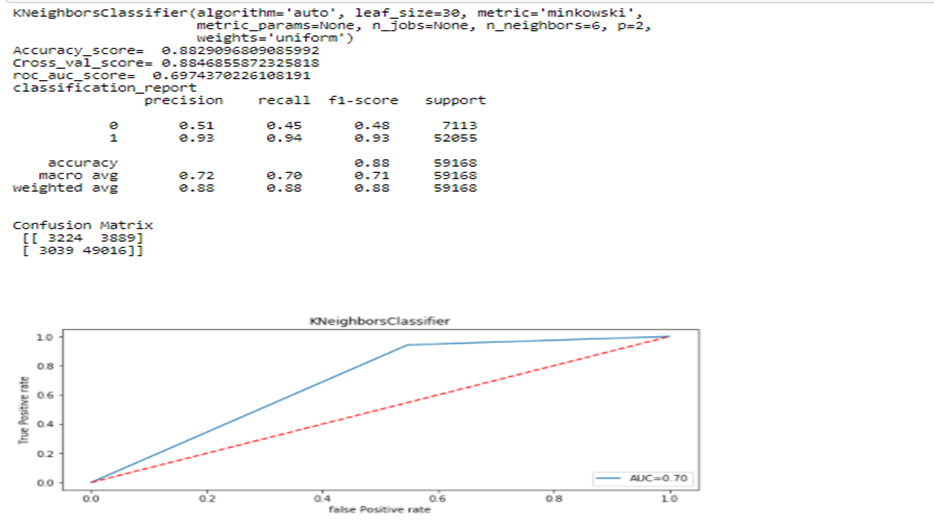 KNeighborsClassifier(algorithm='auto', leaf_size=30, metric='minkowski',
metric_params=None, n_jobs=None, n_neighbors=6, p=2,
weights='uniform')
Accuracy_score= 0.8829096809085992
Cross_val_score= 0.8846855872325818
roc_auc_score= 0.6974370226108191
classification_report
precision recall f1-score support
0 0.51 0.45 0.48 7113
1 0.93 0.94 0.93 52055
accuracy 0.88 59168
macro avg 0.72 0.70 0.71 59168
weighted avg 0.88 0.88 0.88 59168
Confusion Matrix
[[ 3224 3889]
[ 3039 49016]]
KNeighborsClassifier
1.0
0.8
0.6
0.4
0.2
0.0
True Positive rate
AUC=0.70
0.0 0.2 0.4 0.6 0.8 1.0
false Positive rate